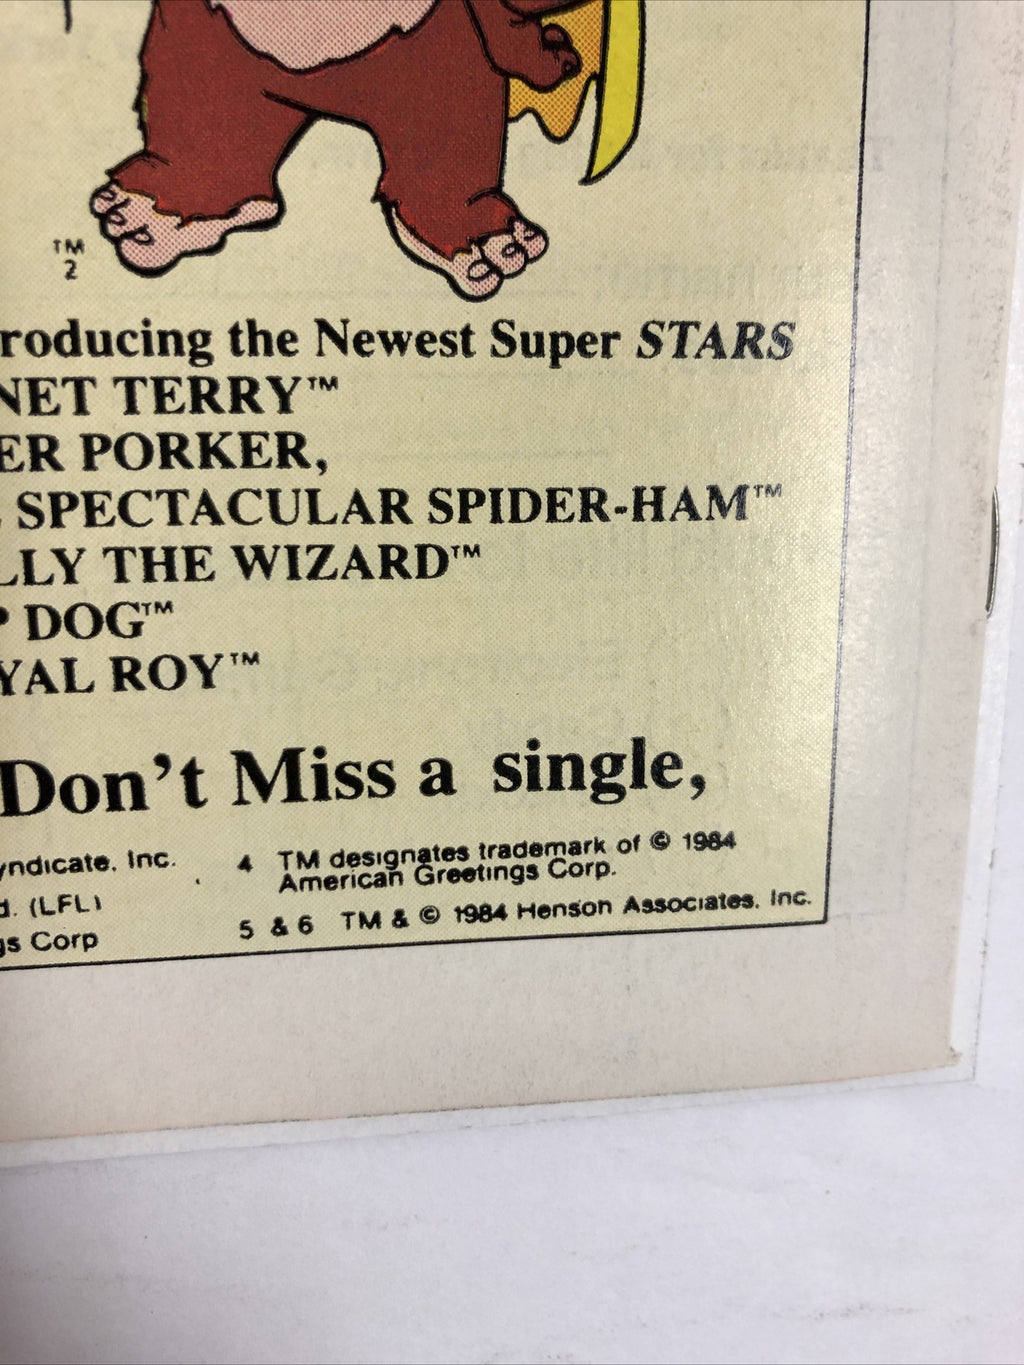 TM
2
roducing the Newest Super STARS
NET TERRY™
ER PORKER,
SPECTACULAR SPIDER-HAM™
LLY THE WIZARD™
P DOG™
YAL ROY™
Don't Miss a single,
yndicate, Inc.
4 TM designates trademark of © 1984
American Greetings Corp.
d. (LFL)
5 & 6 TM & © 1984 Henson Associates, Inc.
gs Corp